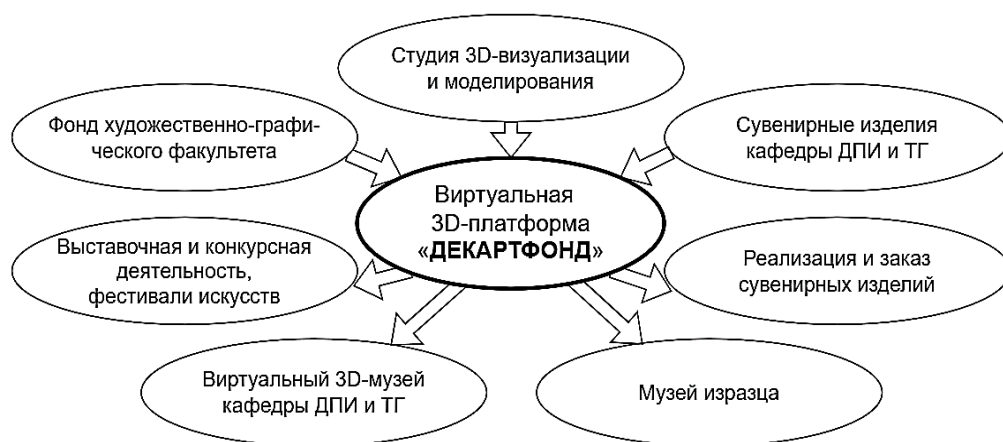 Студия 3D-визуализации
и моделирования
Фонд художественно-графи-
ческого факультета
Сувенирные изделия
кафедры ДПИ и ТГ
Виртуальная
3D-платформа
«ДЕКАРТФОНД»
Выставочная и конкурсная
деятельность,
фестивали искусств
Реализация и заказ
сувенирных изделий
Виртуальный 3D-музей
кафедры ДПИ и ТГ
Музей изразца